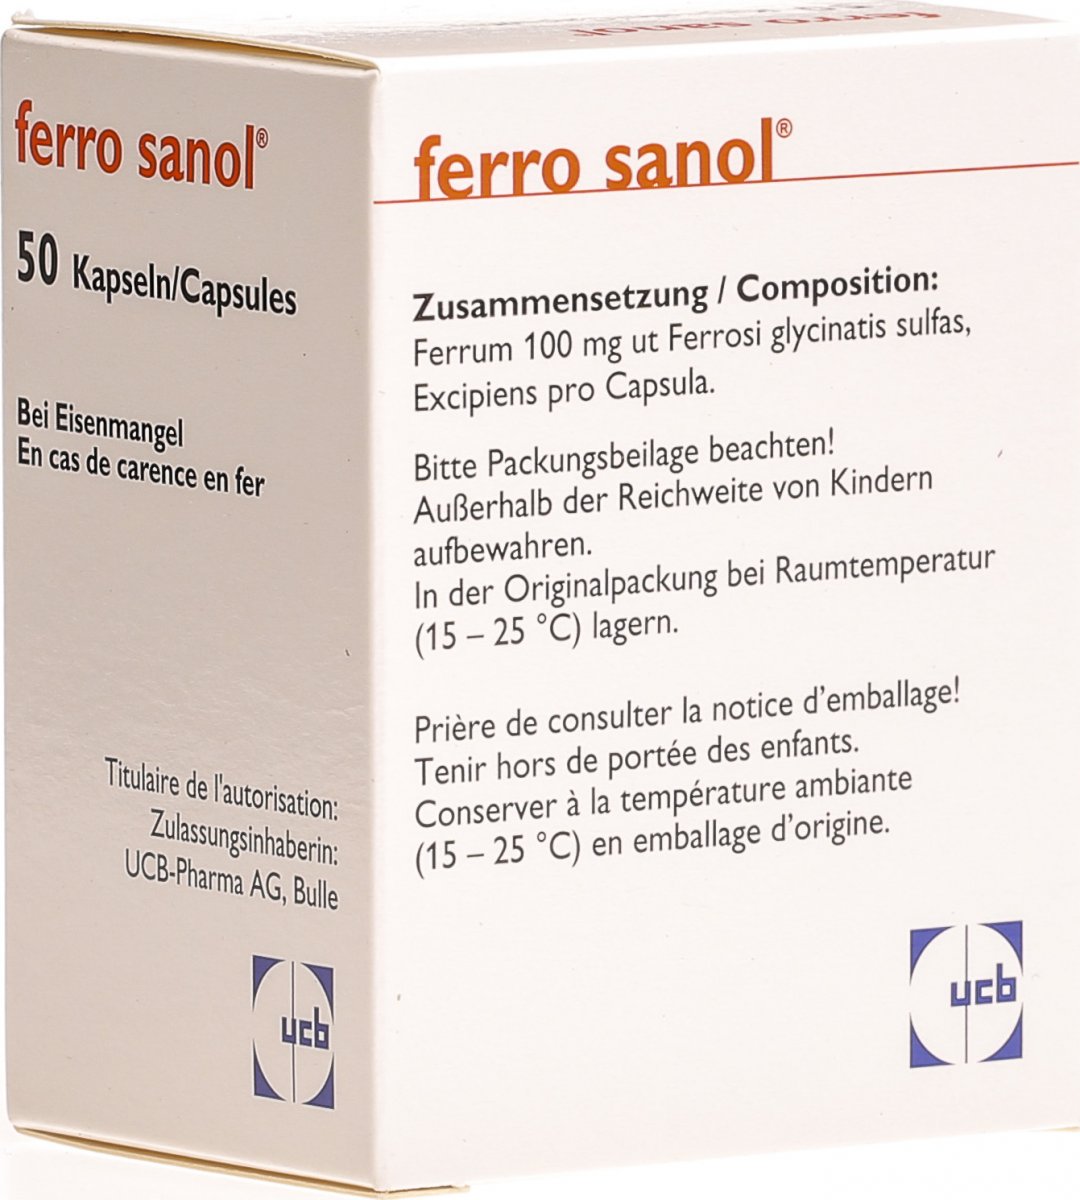 ferro sanol
ferro sanol®
50 Kapseln/Capsules
Bei Eisenmangel
En cas de carence en fer
Titulaire de l'autorisation:
Zulassungsinhaberin:
UCB-Pharma AG, Bulle
ucb
ferro sanol®
Zusammensetzung / Composition:
Ferrum 100 mg ut Ferrosi glycinatis sulfas,
Excipiens pro Capsula.
Bitte Packungsbeilage beachten!
Außerhalb der Reichweite von Kindern
aufbewahren.
In der Originalpackung bei Raumtemperatur
(15 – 25 °C) lagern.
Prière de consulter la notice d’emballage!
Tenir hors de portée des enfants.
Conserver à la température ambiante
(15 – 25 °C) en emballage d’origine.
ucb